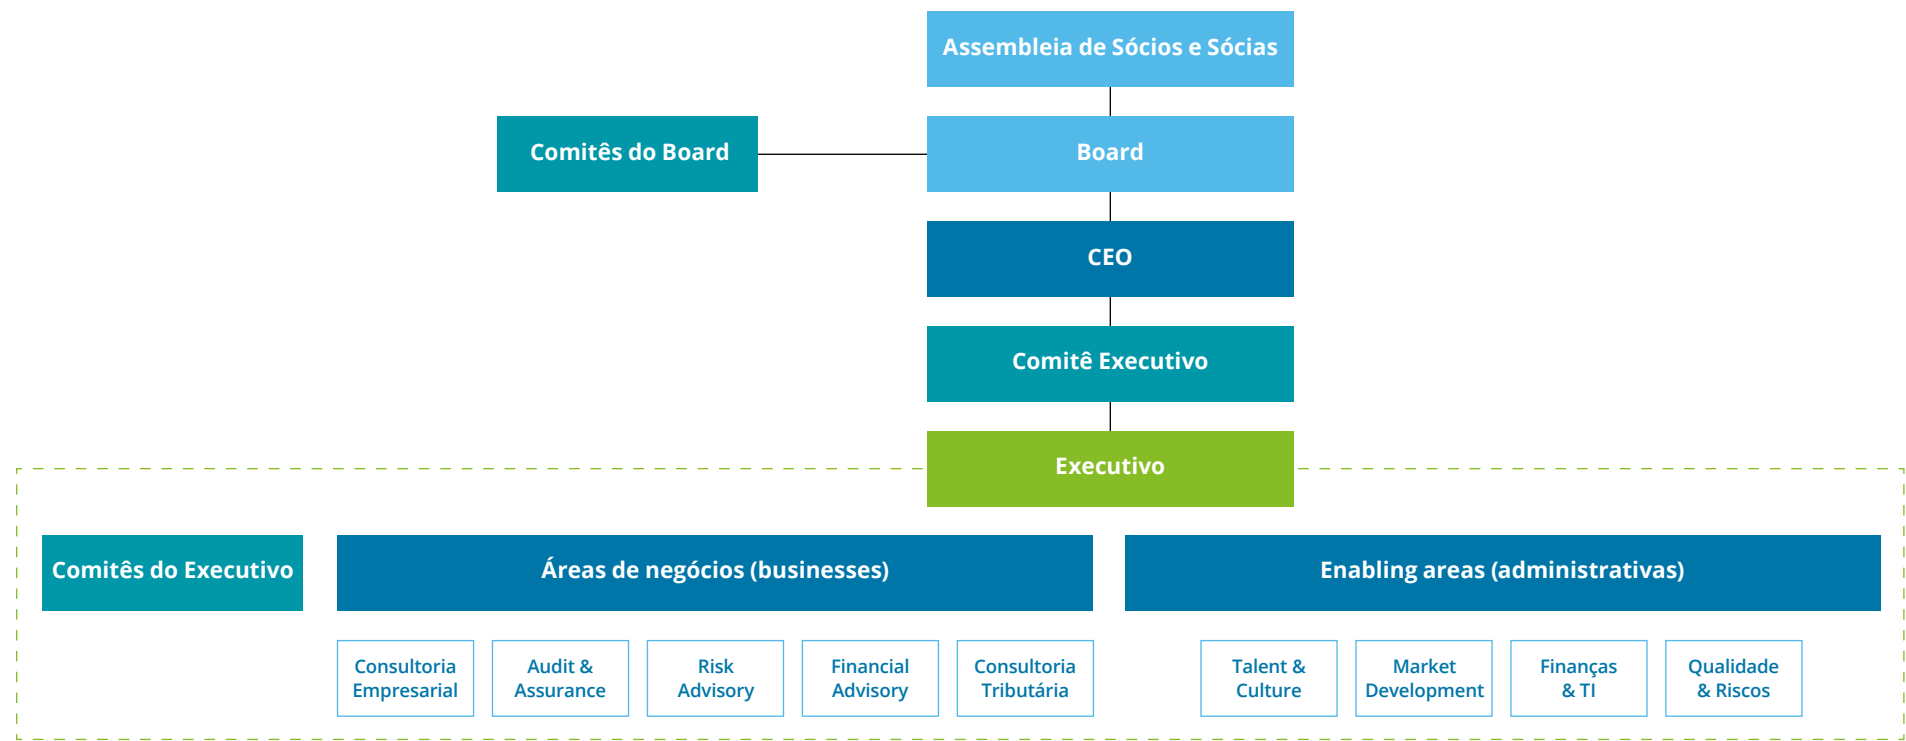 Assembleia de Sócios e Sócias
Comitês do Board
Board
CEO
Comitê Executivo
Executivo
Comitês do Executivo
Áreas de negócios (businesses)
Enabling areas (administrativas)
Consultoria
Empresarial
Audit &
Assurance
Risk
Advisory
Financial
Advisory
Consultoria
Tributária
Talent &
Culture
Market
Development
Finanças
& TI
Qualidade
& Riscos